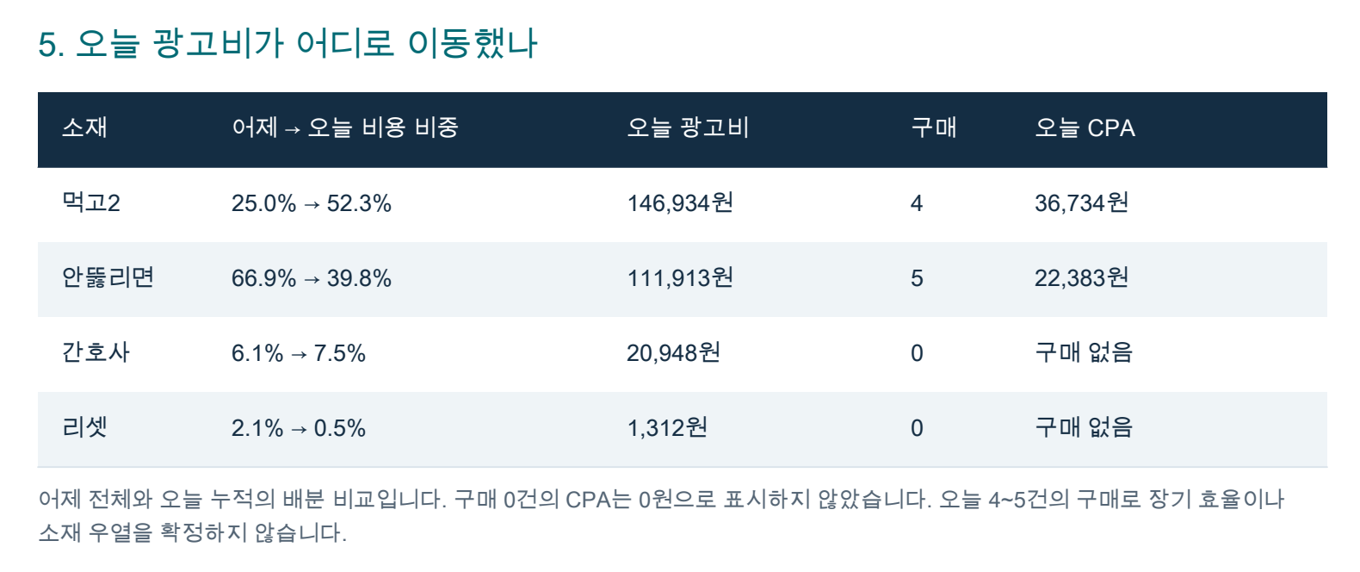 5. 오늘 광고비가 어디로 이동했나
소재 어제 → 오늘 비용 비중 오늘 광고비 구매 오늘 CPA
먹고2 25.0% → 52.3% 146,934원 4 36,734원
안뚫리면 66.9% → 39.8% 111,913원 5 22,383원
간호사 6.1% → 7.5% 20,948원 0 구매 없음
리셋 2.1% → 0.5% 1,312원 0 구매 없음
어제 전체와 오늘 누적의 배분 비교입니다. 구매 0건의 CPA는 0원으로 표시하지 않았습니다. 오늘 4~5건의 구매로 장기 효율이나
소재 우열을 확정하지 않습니다.